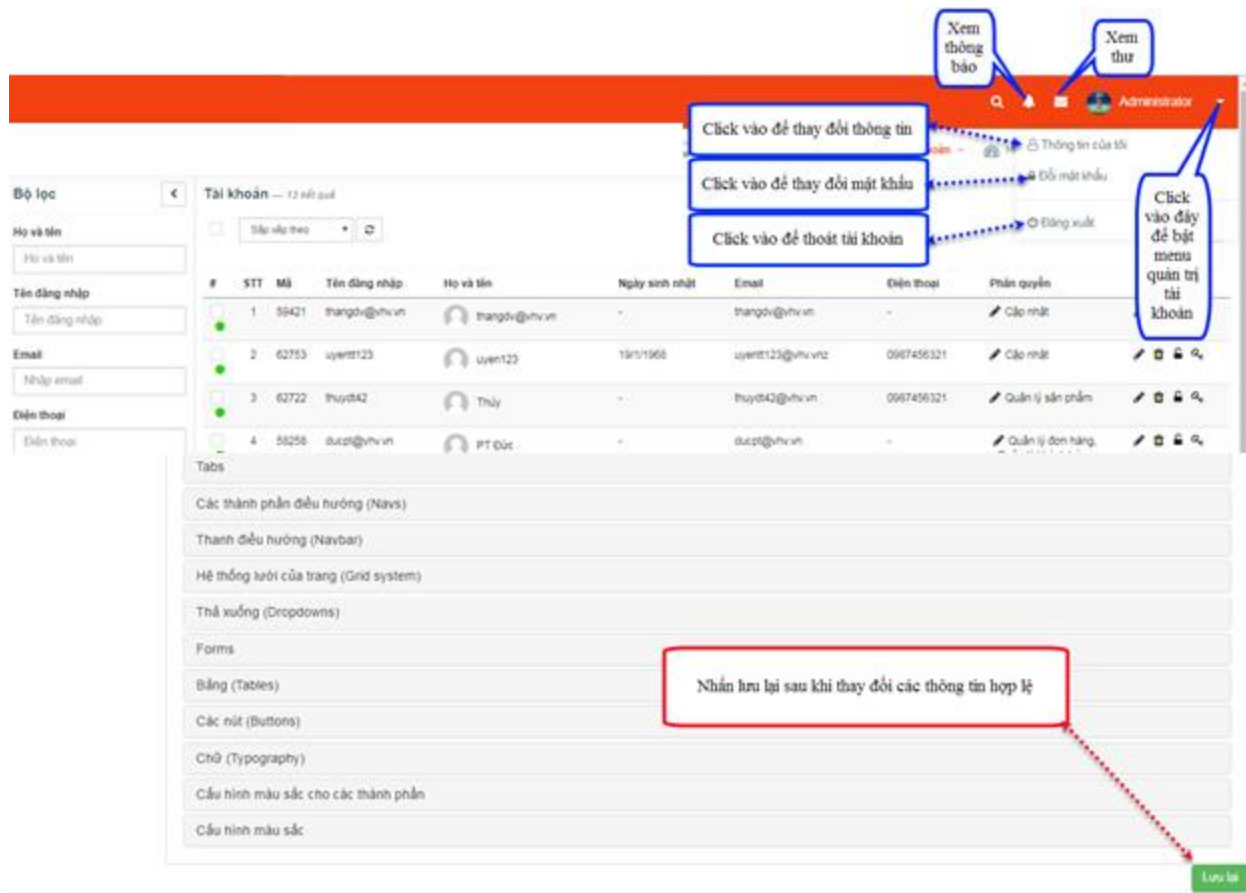 Xem
thông
báo
Xem
thư
Administrator
Click vào để thay đổi thông tin
Thông tin của tôi
Click vào để thay đổi mật khẩu
Đổi mật khẩu
Click vào để thoát tài khoản
Đăng xuất
Click
vào đây
để bật
menu
quản trị
tài
khoản
Bộ lọc
Họ và tên
Họ và tên
Tên đăng nhập
Tên đăng nhập
Email
Nhập email
Điện thoại
Điện thoại
Tài khoản — 13 kết quả
Sắp xếp theo
# STT Mã Tên đăng nhập Họ và tên Ngày sinh nhật Email Điện thoại Phân quyền
1 59421 thangdv@vhv.vn thangdv@vhv.vn - thangdv@vhv.vn - Cập nhật
2 62753 uyentt123 uyen123 19/1/1968 uyentt123@vhv.vnz 0987456321 Cập nhật
3 62722 thuydt42 Thủy - thuydt42@vhv.vn 0987456321 Quản lý sản phẩm
4 58256 ducpt@vhv.vn PT Đức - ducpt@vhv.vn - Quản lý đơn hàng,
Tabs
Các thành phần điều hướng (Navs)
Thanh điều hướng (Navbar)
Hệ thống lưới của trang (Grid system)
Thả xuống (Dropdowns)
Forms
Bảng (Tables)
Các nút (Buttons)
Chữ (Typography)
Cấu hình màu sắc cho các thành phần
Cấu hình màu sắc
Nhấn lưu lại sau khi thay đổi các thông tin hợp lệ
Lưu lại